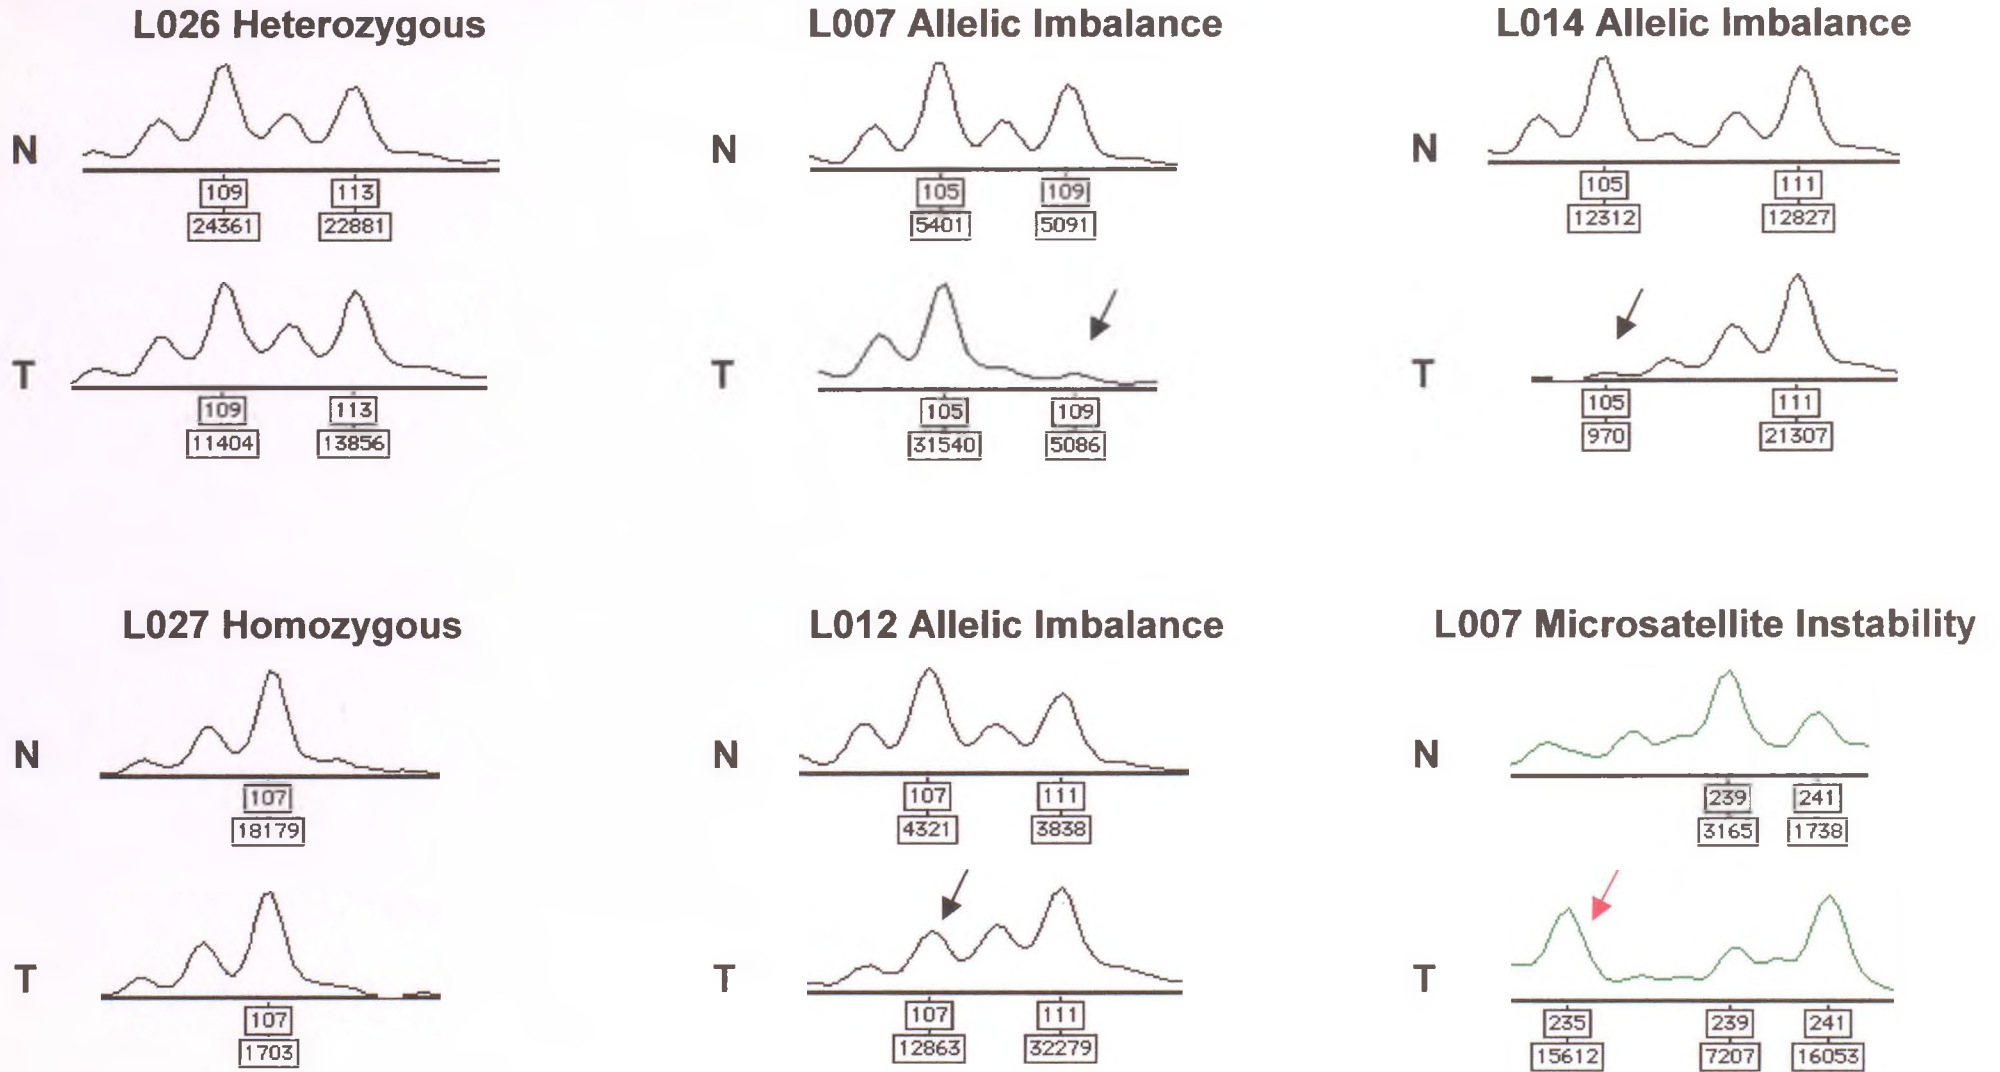 L026 Heterozygous
N
109 113
24361 22881
T
109 113
11404 13856
L007 Allelic Imbalance
N
105 109
5401 5091
T
105 109
31540 5086
L014 Allelic Imbalance
N
105 111
12312 12827
T
105 111
970 21307
L027 Homozygous
N
107
18179
T
107
1703
L012 Allelic Imbalance
N
107 111
4321 3838
T
107 111
12863 32279
L007 Microsatellite Instability
N
239 241
3165 1738
T
235 239 241
15612 7207 16053